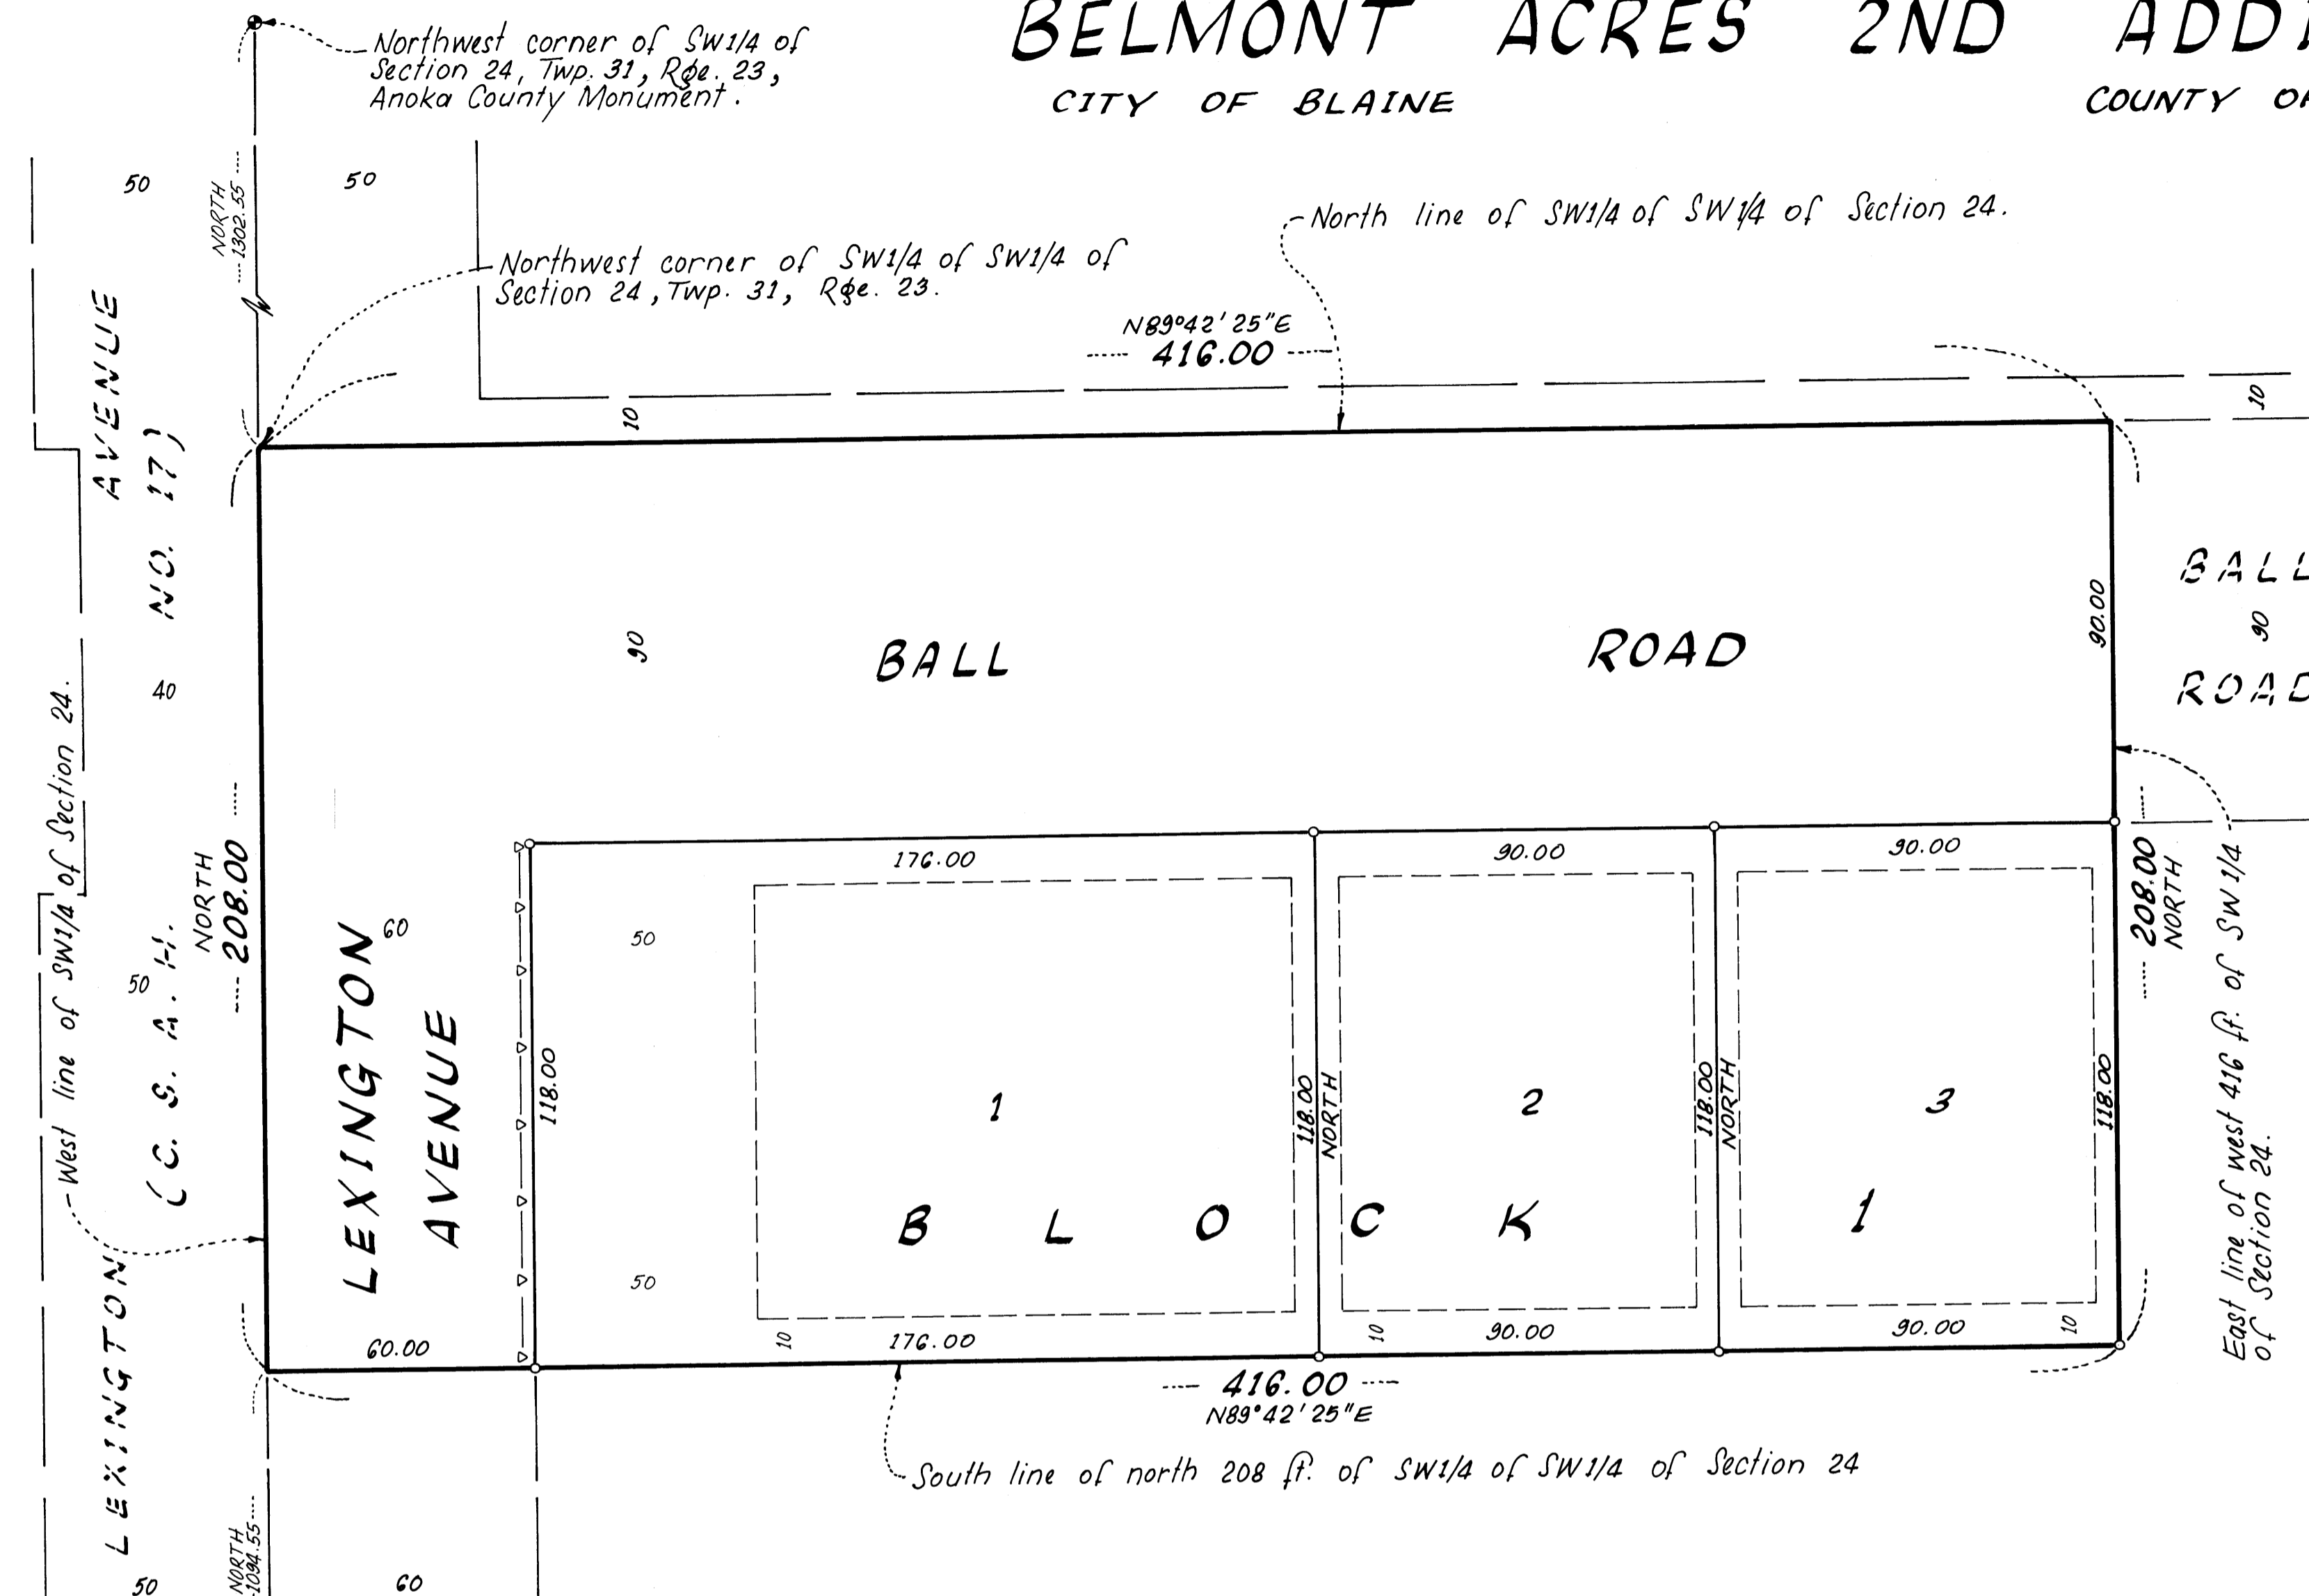 BELMONT ACRES 2ND
CITY OF BLAINE
COUNTY
Northwest corner of SW1/4 of
Section 24, Twp. 31, Rge. 23,
Anoka County Monument.
50
50
NORTH
1302.55
North line of SW1/4 of SW1/4 of Section 24.
Northwest corner of SW1/4 of SW1/4 of
Section 24, Twp. 31, Rge. 23.
N89°42'25"E
416.00
10
10
LEXINGTON AVENUE
(C. S. A. H. NO. 17)
40
50
50
West line of SW1/4 of Section 24.
NORTH
208.00
90
BALL ROAD
90.00
BALL
90
ROAD
LEXINGTON
AVENUE
60
60.00
118.00
176.00
90.00
90.00
50
50
1
2
3
118.00
NORTH
118.00
NORTH
118.00
BLOCK 1
10
176.00
10
90.00
90.00
10
208.00
NORTH
East line of west 416 ft. of SW1/4
of Section 24.
416.00
N89°42'25"E
South line of north 208 ft. of SW1/4 of SW1/4 of Section 24
NORTH
1094.55
60